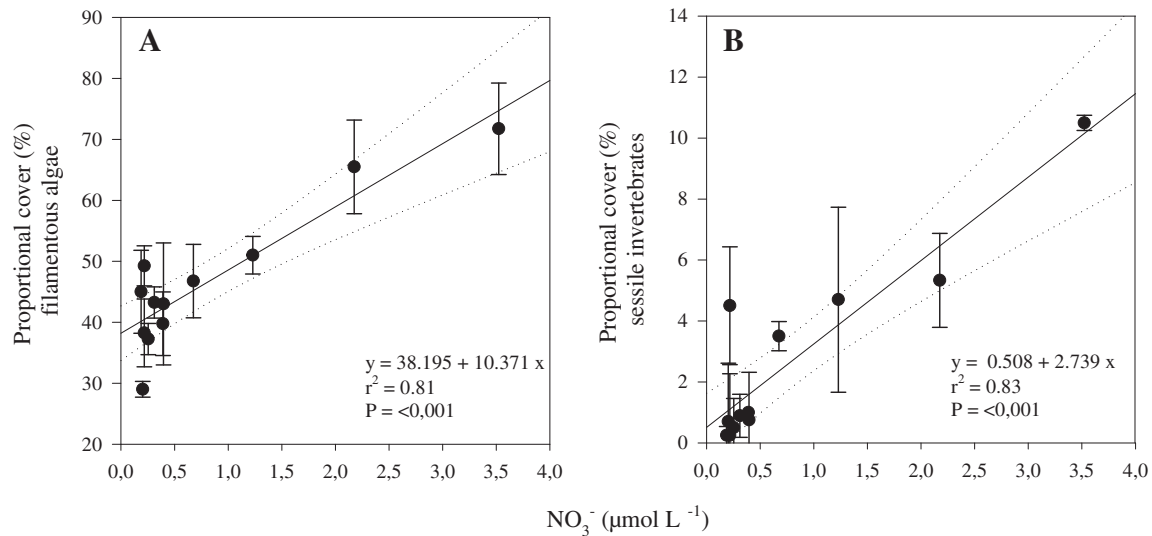 A
Proportional cover (%)
filamentous algae
90
80
70
60
50
40
30
20
0,0 0,5 1,0 1,5 2,0 2,5 3,0 3,5 4,0
y = 38.195 + 10.371 x
r² = 0.81
P = <0,001
B
Proportional cover (%)
sessile invertebrates
14
12
10
8
6
4
2
0
0,0 0,5 1,0 1,5 2,0 2,5 3,0 3,5 4,0
y = 0.508 + 2.739 x
r² = 0.83
P = <0,001
NO₃⁻ (µmol L ⁻¹)